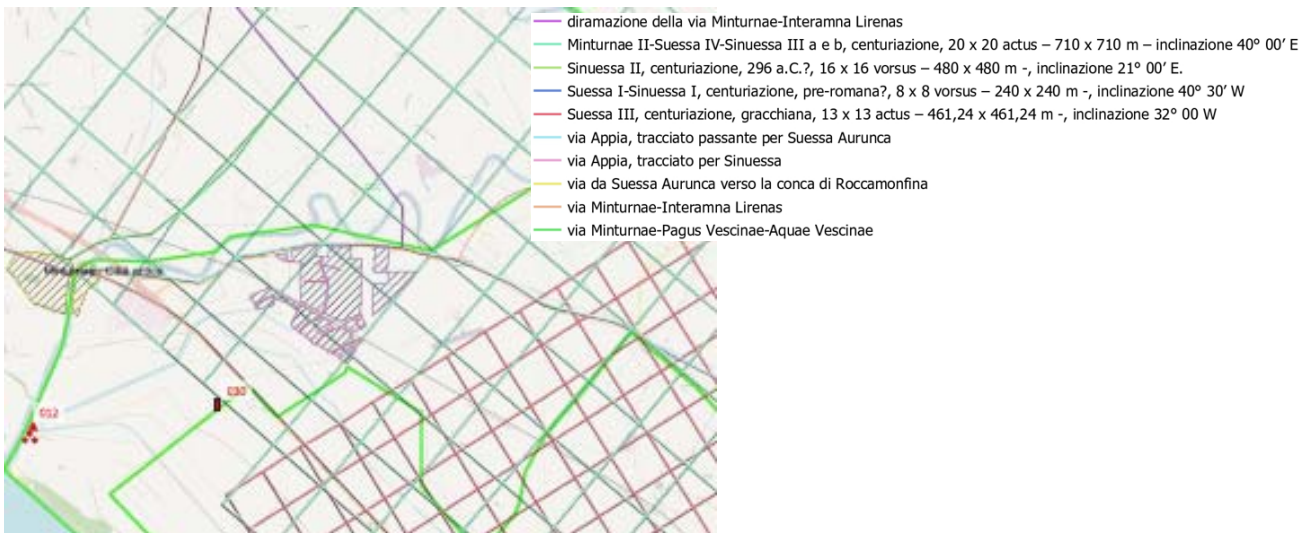 diramazione della via Minturnae-Interamna Lirenas
Minturnae II-Suessa IV-Sinuessa III a e b, centuriazione, 20 x 20 actus – 710 x 710 m – inclinazione 40° 00’ E
Sinuessa II, centuriazione, 296 a.C.?, 16 x 16 vorsus – 480 x 480 m -, inclinazione 21° 00’ E.
Suessa I-Sinuessa I, centuriazione, pre-romana?, 8 x 8 vorsus – 240 x 240 m -, inclinazione 40° 30’ W
Suessa III, centuriazione, gracchiana, 13 x 13 actus – 461,24 x 461,24 m -, inclinazione 32° 00 W
via Appia, tracciato passante per Suessa Aurunca
via Appia, tracciato per Sinuessa
via da Suessa Aurunca verso la conca di Roccamonfina
via Minturnae-Interamna Lirenas
via Minturnae-Pagus Vescinae-Aquae Vescinae
Minturnae
030
012